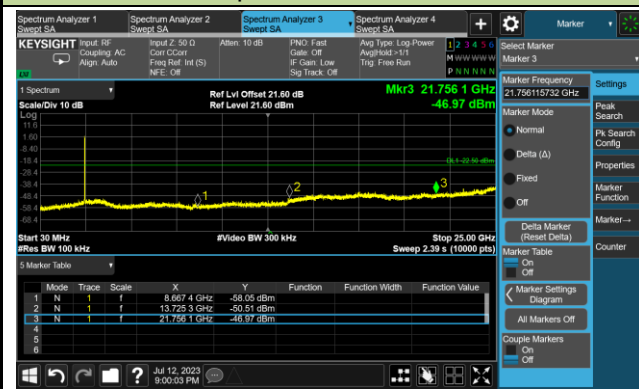 Spectrum Analyzer 1
Swept SA
Spectrum Analyzer 2
Swept SA
Spectrum Analyzer 3
Swept SA
Spectrum Analyzer 4
Swept SA
+
Marker
KEYSIGHT
Input: RF
Coupling: AC
Align: Auto
Input Z: 50 Ω
Corr CCorr
Freq Ref: Int (S)
NFE: Off
Atten: 10 dB
PNO: Fast
Gate: Off
IF Gain: Low
Sig Track: Off
Avg Type: Log-Power
Avg|Hold:>1/1
Trig: Free Run
1 2 3 4 5 6
M W W W W W
P N N N N N
Select Marker
Marker 3
1 Spectrum
Scale/Div 10 dB
Log
Ref Lvl Offset 21.60 dB
Ref Level 21.60 dBm
Mkr3 21.756 1 GHz
-46.97 dBm
11.6
1.60
-8.40
-18.4
-28.4
-38.4
-48.4
-58.4
-68.4
DL1 -22.50 dBm
1
2
3
Start 30 MHz
#Res BW 100 kHz
#Video BW 300 kHz
Stop 25.00 GHz
Sweep 2.39 s (10000 pts)
5 Marker Table
Mode Trace Scale X Y Function Function Width Function Value
1 N 1 f 8.667 4 GHz -58.05 dBm
2 N 1 f 13.725 3 GHz -50.51 dBm
3 N 1 f 21.756 1 GHz -46.97 dBm
4
5
6
Marker Frequency
21.756115732 GHz
Marker Mode
Normal
Delta (Δ)
Fixed
Off
Delta Marker
(Reset Delta)
Marker Table
On
Off
Marker Settings
Diagram
All Markers Off
Couple Markers
On
Off
Settings
Peak
Search
Pk Search
Config
Properties
Marker
Function
Marker→
Counter
?
Jul 12, 2023
9:00:03 PM